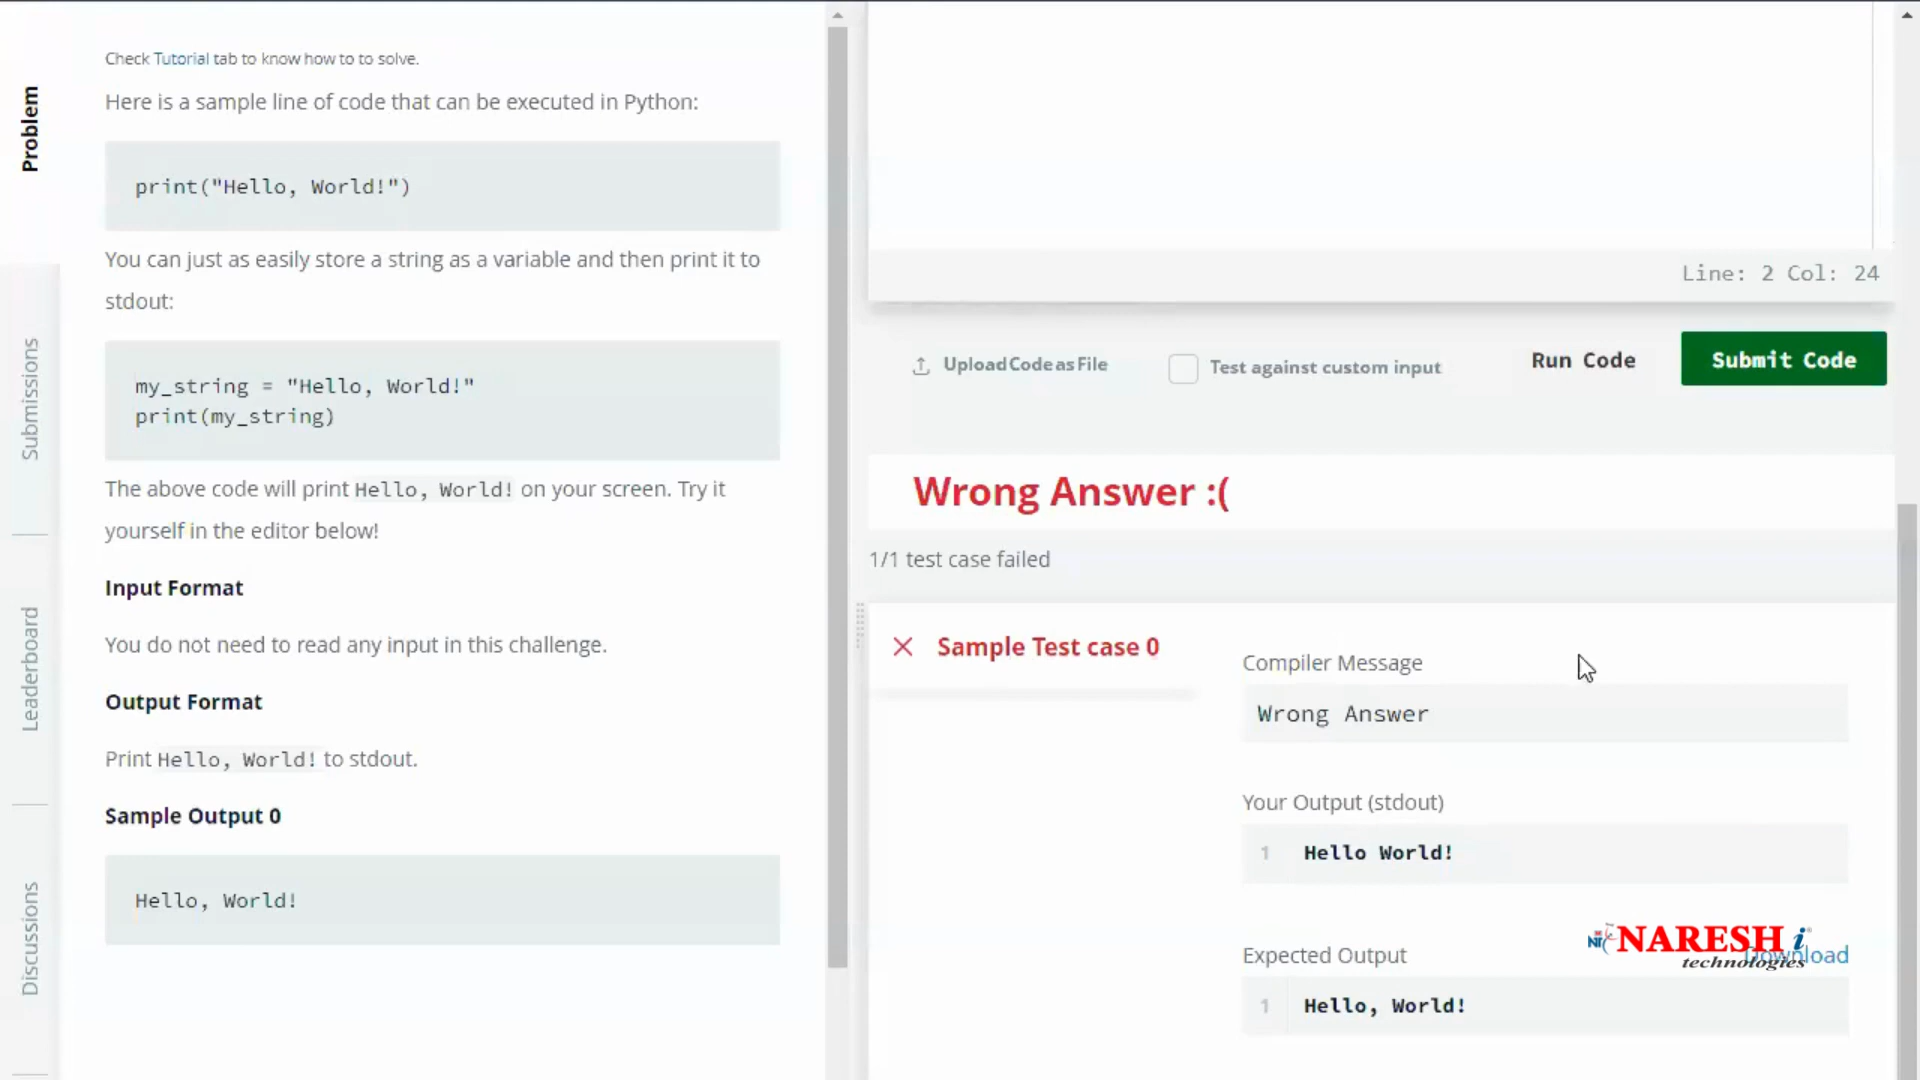 Problem
Submissions
Leaderboard
Discussions
Check Tutorial tab to know how to to solve.
Here is a sample line of code that can be executed in Python:
print("Hello, World!")
You can just as easily store a string as a variable and then print it to
stdout:
my_string = "Hello, World!"
print(my_string)
The above code will print Hello, World! on your screen. Try it
yourself in the editor below!
Input Format
You do not need to read any input in this challenge.
Output Format
Print Hello, World! to stdout.
Sample Output 0
Hello, World!
Line: 2 Col: 24
Upload Code as File
Test against custom input
Run Code
Submit Code
Wrong Answer :(
1/1 test case failed
Sample Test case 0
Compiler Message
Wrong Answer
Your Output (stdout)
1 Hello World!
Expected Output
Download
1 Hello, World!
NARESH i
technologies